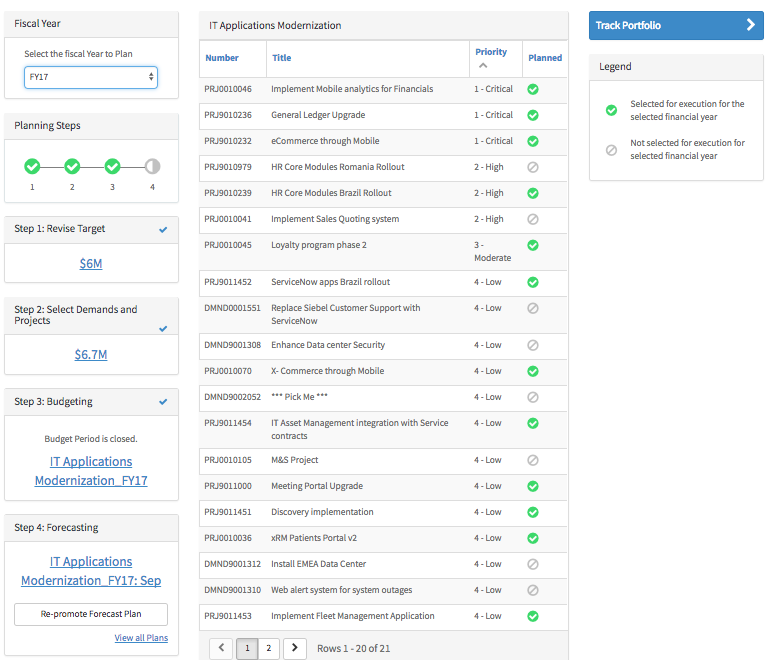 Fiscal Year
Select the fiscal Year to Plan
FY17
Planning Steps
1 2 3 4
Step 1: Revise Target
$6M
Step 2: Select Demands and
Projects
$6.7M
Step 3: Budgeting
Budget Period is closed.
IT Applications
Modernization_FY17
Step 4: Forecasting
IT Applications
Modernization_FY17: Sep
Re-promote Forecast Plan
View all Plans
IT Applications Modernization
Number Title Priority Planned
PRJ0010046 Implement Mobile analytics for Financials 1 - Critical
PRJ9010236 General Ledger Upgrade 1 - Critical
PRJ9010232 eCommerce through Mobile 1 - Critical
PRJ9010979 HR Core Modules Romania Rollout 2 - High
PRJ9010239 HR Core Modules Brazil Rollout 2 - High
PRJ0010041 Implement Sales Quoting system 2 - High
PRJ0010045 Loyalty program phase 2 3 -
Moderate
PRJ9011452 ServiceNow apps Brazil rollout 4 - Low
DMND0001551 Replace Siebel Customer Support with 4 - Low
ServiceNow
DMND9001308 Enhance Data center Security 4 - Low
PRJ0010070 X- Commerce through Mobile 4 - Low
DMND9002052 *** Pick Me *** 4 - Low
PRJ9011454 IT Asset Management integration with Service 4 - Low
contracts
PRJ0010105 M&S Project 4 - Low
PRJ9011000 Meeting Portal Upgrade 4 - Low
PRJ9011451 Discovery implementation 4 - Low
PRJ0010036 xRM Patients Portal v2 4 - Low
DMND9001312 Install EMEA Data Center 4 - Low
DMND9001310 Web alert system for system outages 4 - Low
PRJ9011453 Implement Fleet Management Application 4 - Low
1 2 Rows 1 - 20 of 21
Track Portfolio
Legend
Selected for execution for the
selected financial year
Not selected for execution for
selected financial year